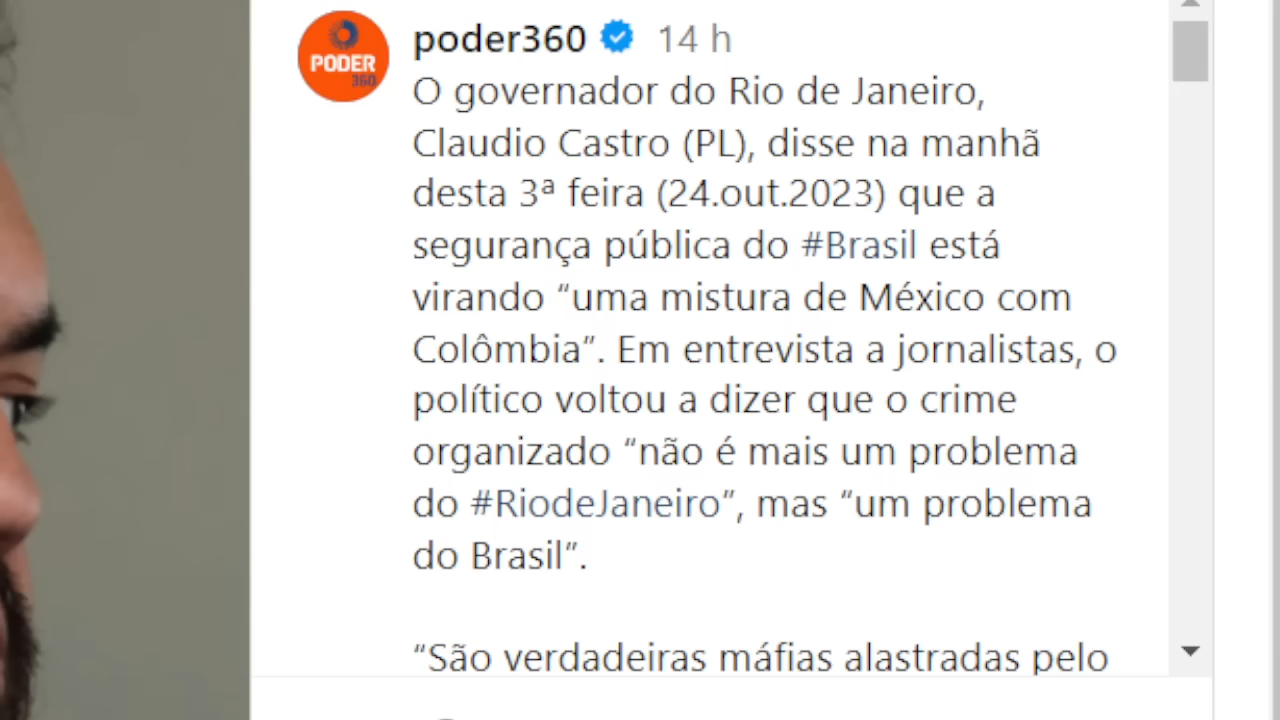 PODER
360
poder360 14 h
O governador do Rio de Janeiro,
Claudio Castro (PL), disse na manhã
desta 3ª feira (24.out.2023) que a
segurança pública do #Brasil está
virando “uma mistura de México com
Colômbia”. Em entrevista a jornalistas, o
político voltou a dizer que o crime
organizado “não é mais um problema
do #RiodeJaneiro”, mas “um problema
do Brasil”.
“São verdadeiras máfias alastradas pelo